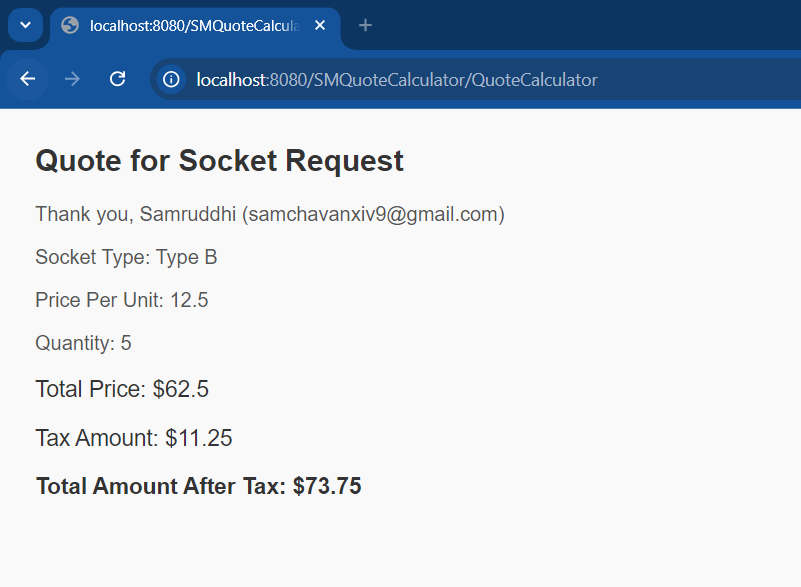 localhost:8080/SMQuoteCalcula
localhost:8080/SMQuoteCalculator/QuoteCalculator
Quote for Socket Request
Thank you, Samruddhi (samchavanxiv9@gmail.com)
Socket Type: Type B
Price Per Unit: 12.5
Quantity: 5
Total Price: $62.5
Tax Amount: $11.25
Total Amount After Tax: $73.75